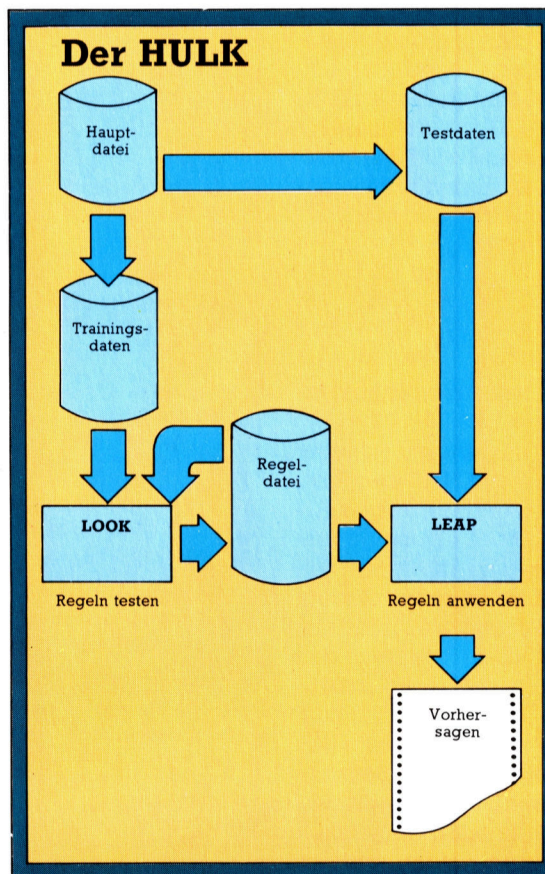 Der HULK
Haupt-
datei
Testdaten
Trainings-
daten
Regel-
datei
LOOK
LEAP
Regeln testen
Regeln anwenden
Vorher-
sagen